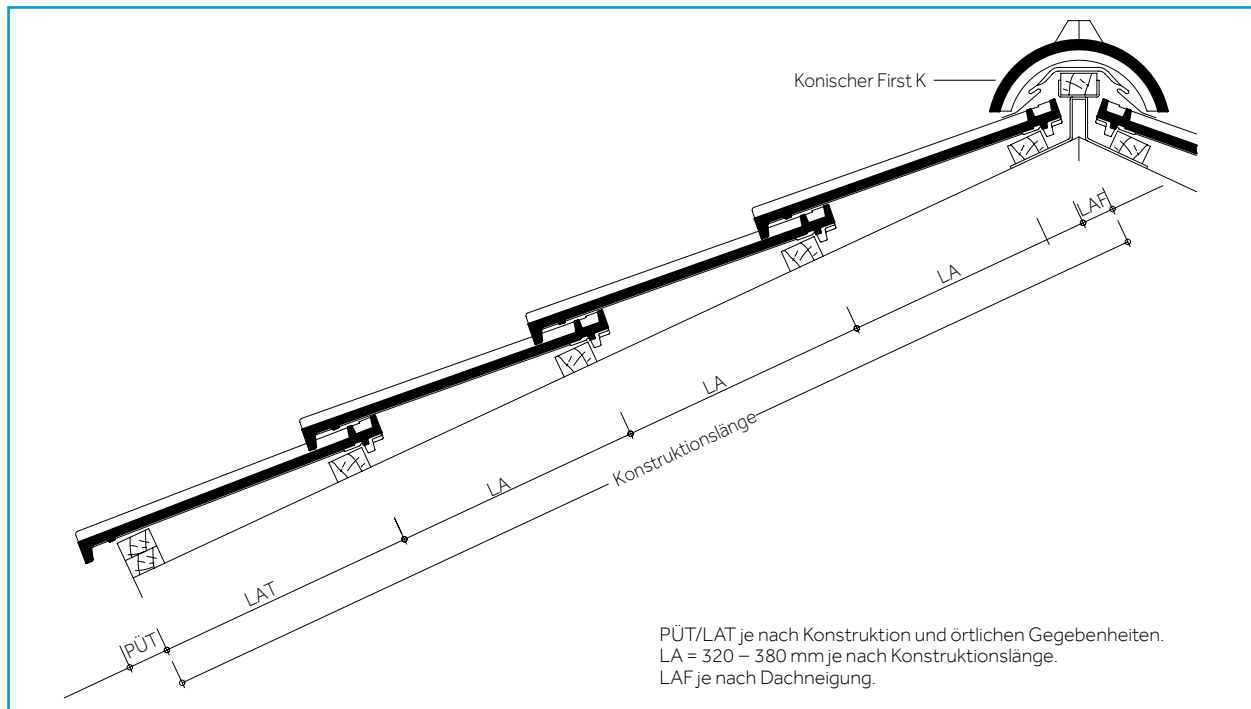 Konischer First K
LAF
LA
LA
LA
Konstruktionslänge
LAT
PÜT
PÜT/LAT je nach Konstruktion und örtlichen Gegebenheiten.
LA = 320 – 380 mm je nach Konstruktionslänge.
LAF je nach Dachneigung.